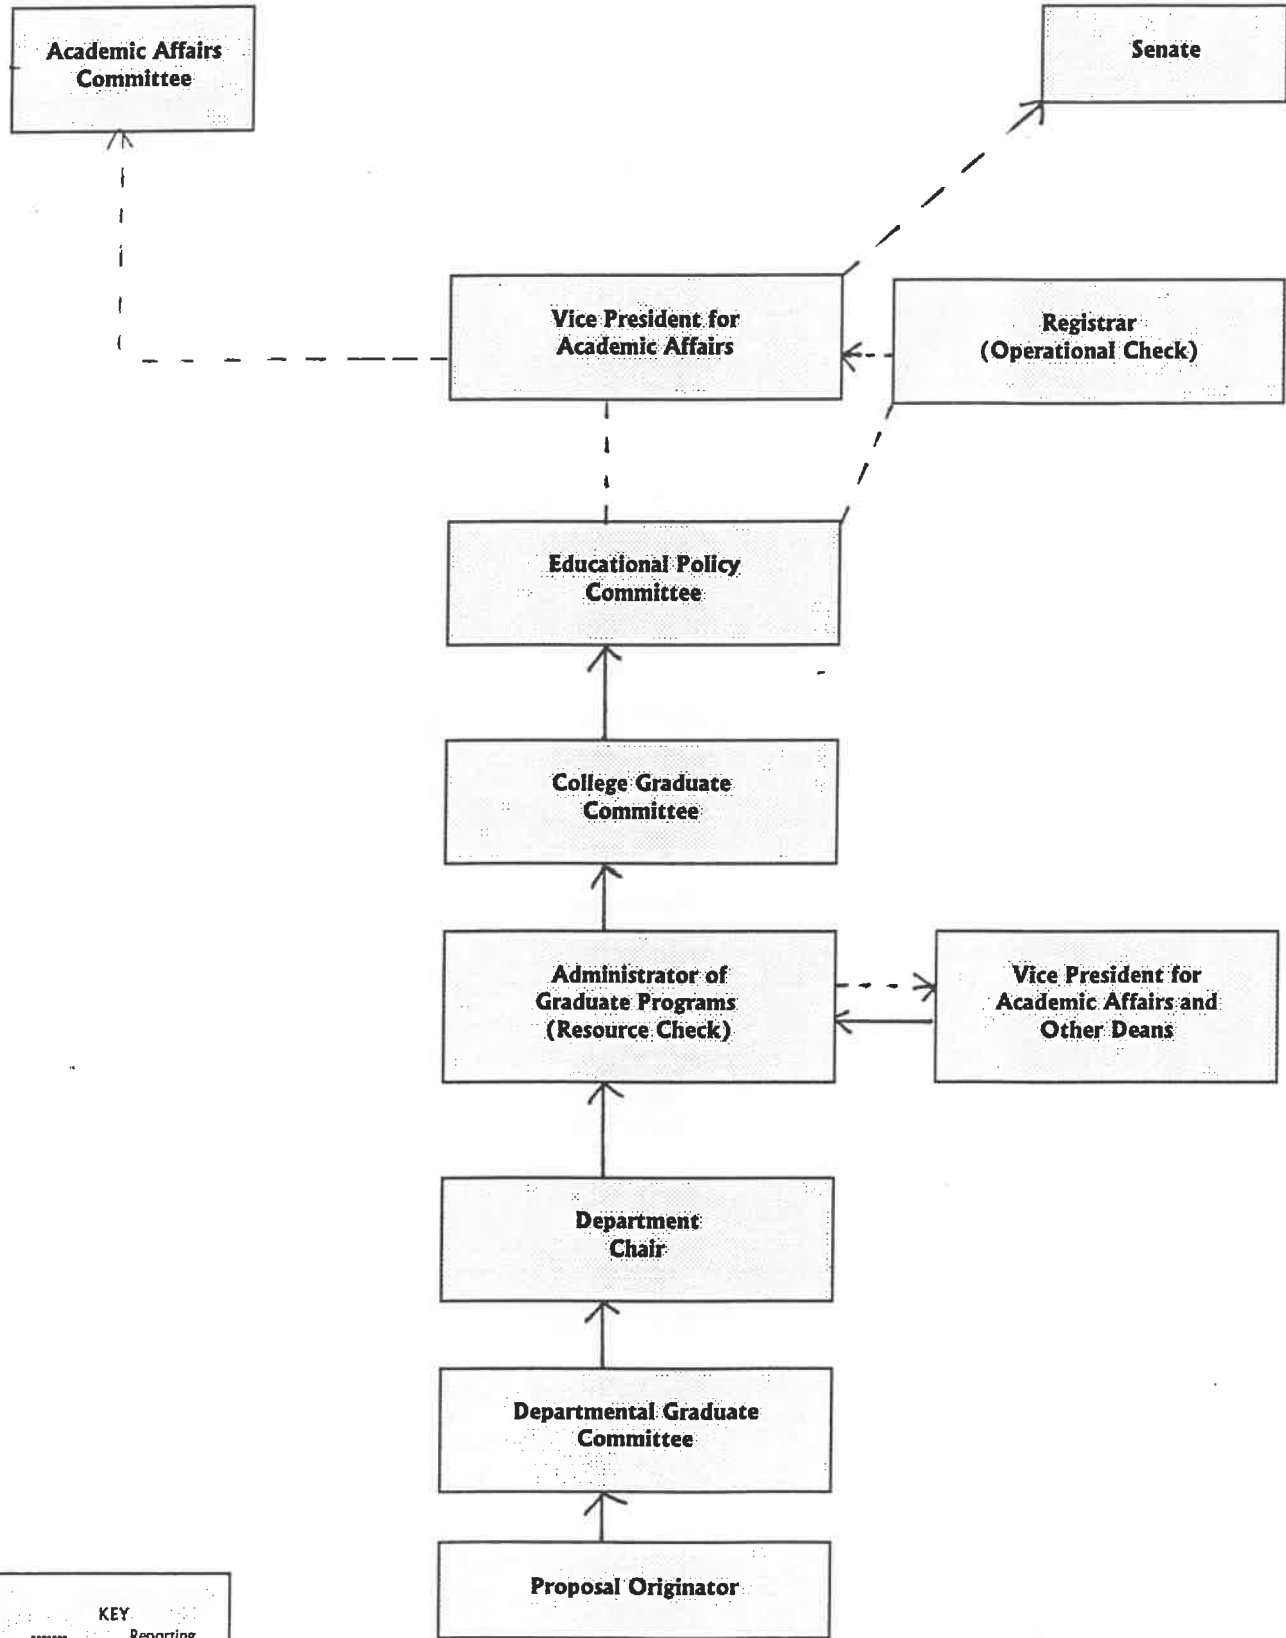 Academic Affairs
Committee
Senate
Vice President for
Academic Affairs
Registrar
(Operational Check)
Educational Policy
Committee
College Graduate
Committee
Administrator of
Graduate Programs
(Resource Check)
Vice President for
Academic Affairs and
Other Deans
Department
Chair
Departmental Graduate
Committee
Proposal Originator
KEY
Reporting